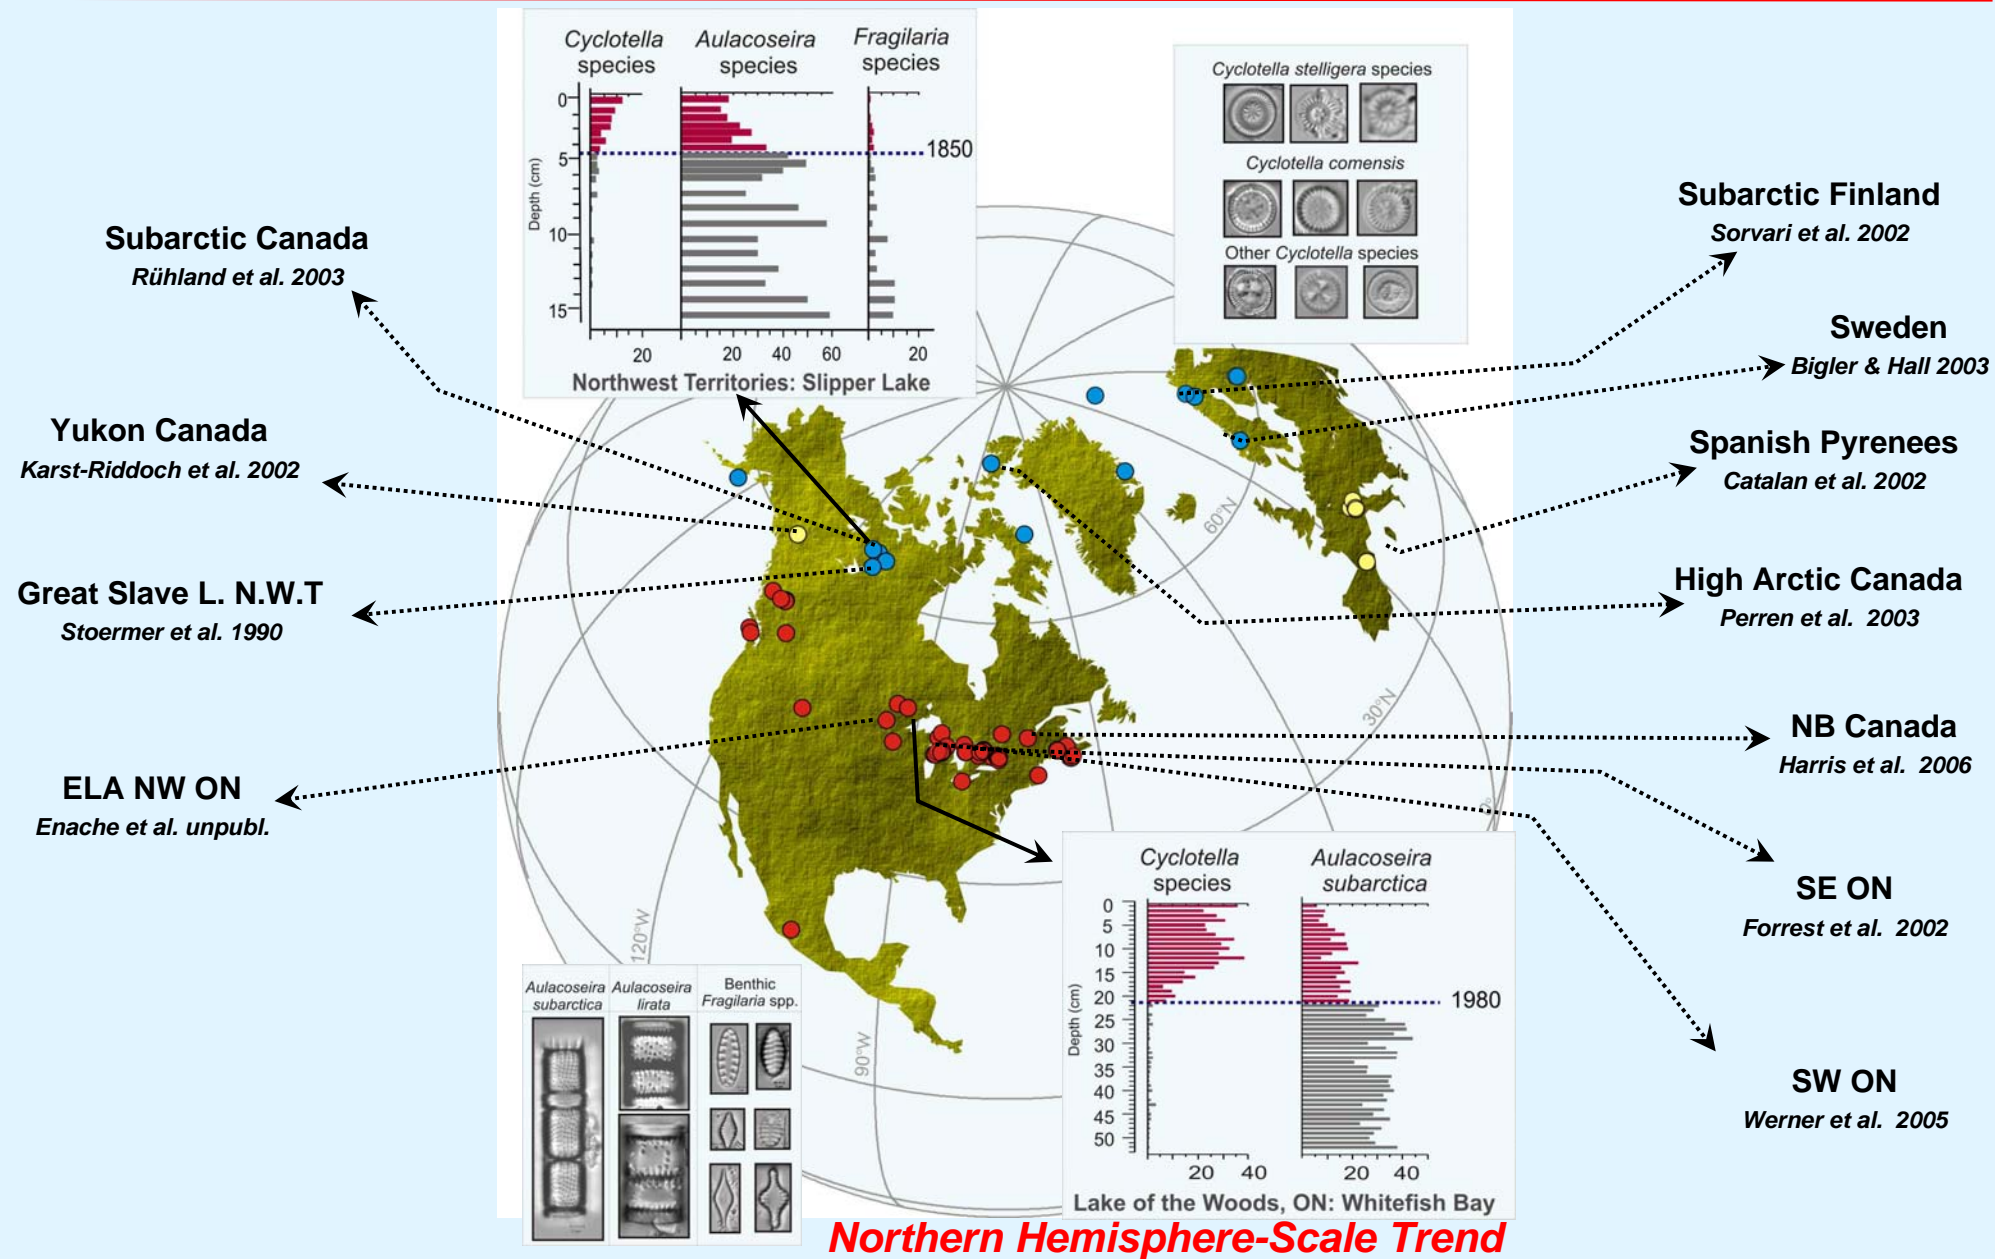 Cyclotella
species
Aulacoseira
species
Fragilaria
species
0
5
10
15
Depth (cm)
1850
20
20
40
60
20
Northwest Territories: Slipper Lake
Cyclotella stelligera species
Cyclotella comensis
Other Cyclotella species
Subarctic Canada
Rühland et al. 2003
Yukon Canada
Karst-Riddoch et al. 2002
Great Slave L. N.W.T
Stoermer et al. 1990
ELA NW ON
Enache et al. unpubl.
Subarctic Finland
Sorvari et al. 2002
Sweden
Bigler & Hall 2003
Spanish Pyrenees
Catalan et al. 2002
High Arctic Canada
Perren et al. 2003
NB Canada
Harris et al. 2006
SE ON
Forrest et al. 2002
SW ON
Werner et al. 2005
60°N
30°N
0°
120°W
90°W
Aulacoseira
subarctica
Aulacoseira
lirata
Benthic
Fragilaria spp.
Cyclotella
species
Aulacoseira
subarctica
0
5
10
15
20
25
30
35
40
45
50
Depth (cm)
1980
20
40
20
40
Lake of the Woods, ON: Whitefish Bay
Northern Hemisphere-Scale Trend